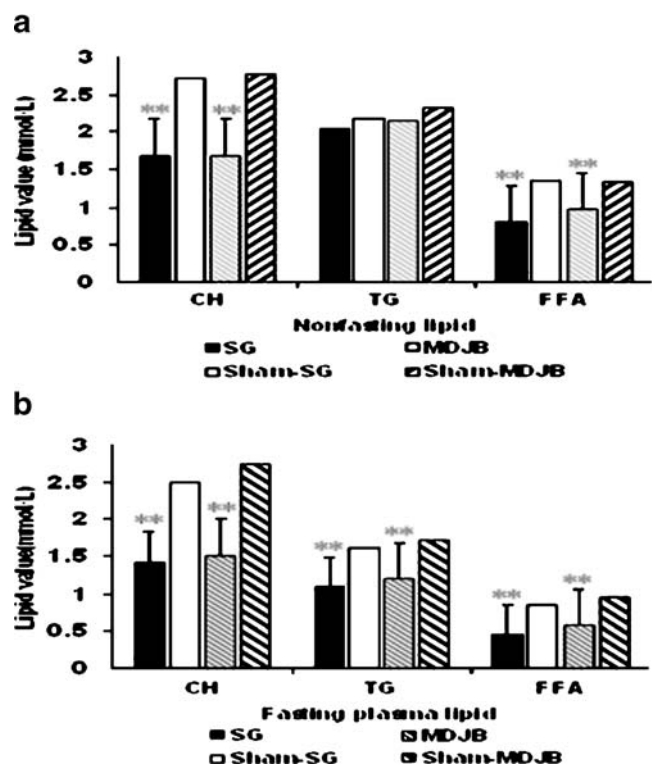 a
Lipid value (mmol·L)
3
2.5
2
1.5
1
0.5
0
** ** ** **
CH TG FFA
Nonfasting lipid
SG MDJB
Sham-SG Sham-MDJB
b
Lipid value(mmol·L)
3
2.5
2
1.5
1
0.5
0
** ** ** ** ** **
CH TG FFA
Fasting plasma lipid
SG MDJB
Sham-SG Sham-MDJB